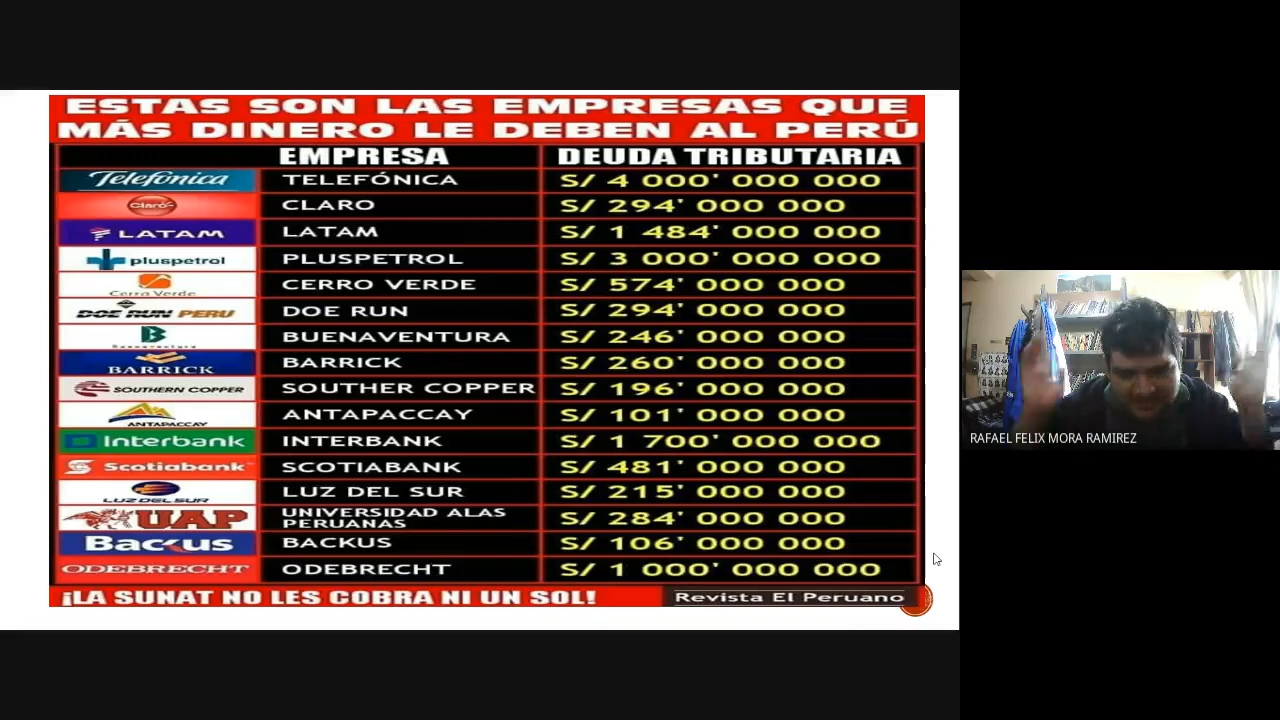 ESTAS SON LAS EMPRESAS QUE
MÁS DINERO LE DEBEN AL PERÚ
EMPRESA DEUDA TRIBUTARIA
Telefónica TELEFÓNICA S/ 4 000' 000 000
Claro CLARO S/ 294' 000 000
LATAM LATAM S/ 1 484' 000 000
pluspetrol PLUSPETROL S/ 3 000' 000 000
Cerro Verde CERRO VERDE S/ 574' 000 000
DOE RUN PERU DOE RUN S/ 294' 000 000
Buenaventura BUENAVENTURA S/ 246' 000 000
BARRICK BARRICK S/ 260' 000 000
SOUTHERN COPPER SOUTHER COPPER S/ 196' 000 000
ANTAPACCAY ANTAPACCAY S/ 101' 000 000
Interbank INTERBANK S/ 1 700' 000 000
Scotiabank SCOTIABANK S/ 481' 000 000
LUZ DEL SUR LUZ DEL SUR S/ 215' 000 000
UAP UNIVERSIDAD ALAS
PERUANAS S/ 284' 000 000
Backus BACKUS S/ 106' 000 000
ODEBRECHT ODEBRECHT S/ 1 000' 000 000
¡LA SUNAT NO LES COBRA NI UN SOL! Revista El Peruano
RAFAEL FELIX MORA RAMIREZ